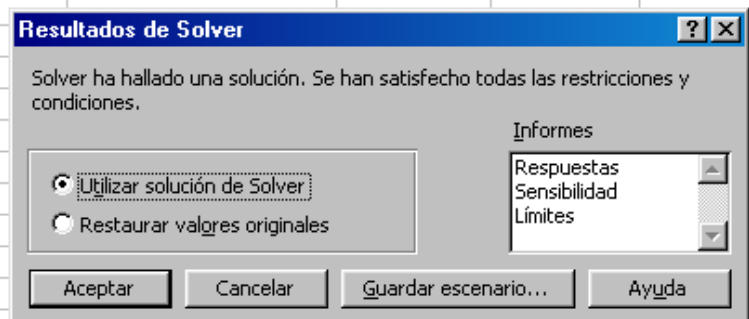 Resultados de Solver
Solver ha hallado una solución. Se han satisfecho todas las restricciones y
condiciones.
Informes
Utilizar solución de Solver
Restaurar valores originales
Respuestas
Sensibilidad
Límites
Aceptar
Cancelar
Guardar escenario...
Ayuda